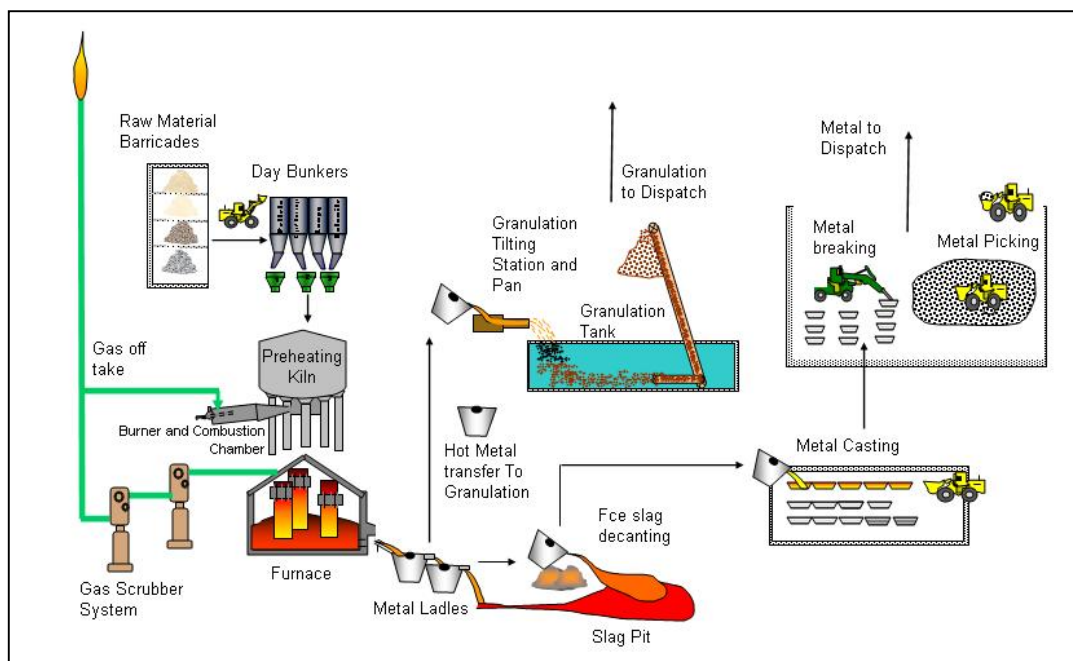 Raw Material
Barricades
Day Bunkers
Preheating
Kiln
Gas off
take
Burner and Combustion
Chamber
Gas Scrubber
System
Furnace
Metal Ladles
Hot Metal
transfer To
Granulation
Granulation
Tilting
Station and
Pan
Granulation
to Dispatch
Granulation
Tank
Fce slag
decanting
Slag Pit
Metal Casting
Metal
breaking
Metal Picking
Metal to
Dispatch